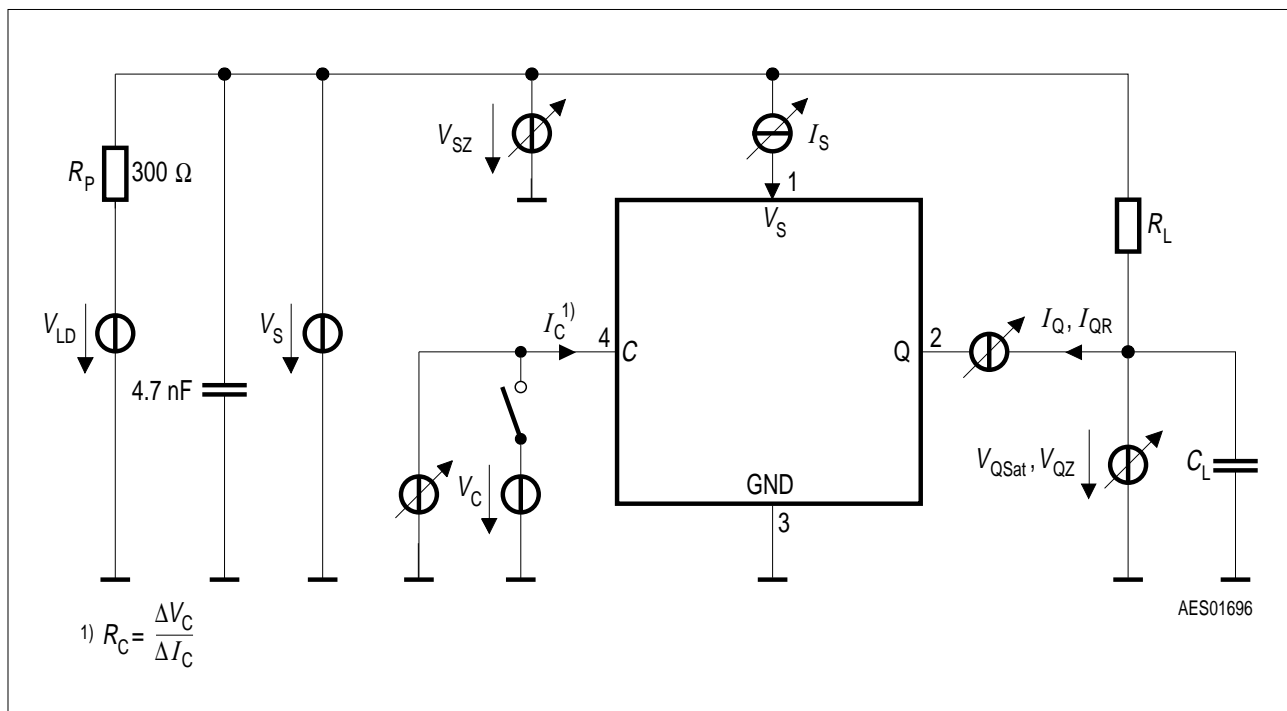 V_SZ
I_S
1
R_P 300 Ω
V_S
R_L
V_LD
V_S
I_C 1)
4 C
Q 2
I_Q, I_QR
4.7 nF
V_C
GND
V_QSat, V_QZ
C_L
3
AES01696
1) R_C = ΔV_C / ΔI_C